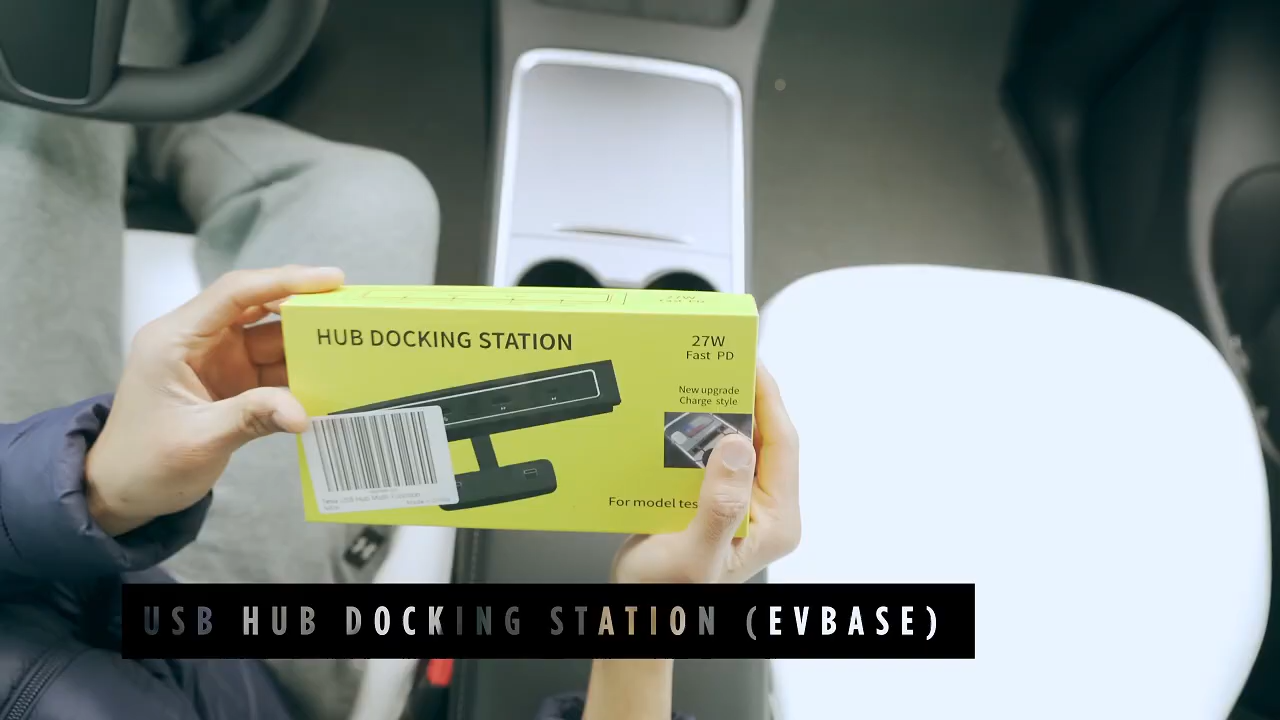 HUB DOCKING STATION
27W
Fast PD
New upgrade
Charge style
For model tes
USB HUB DOCKING STATION (EVBASE)